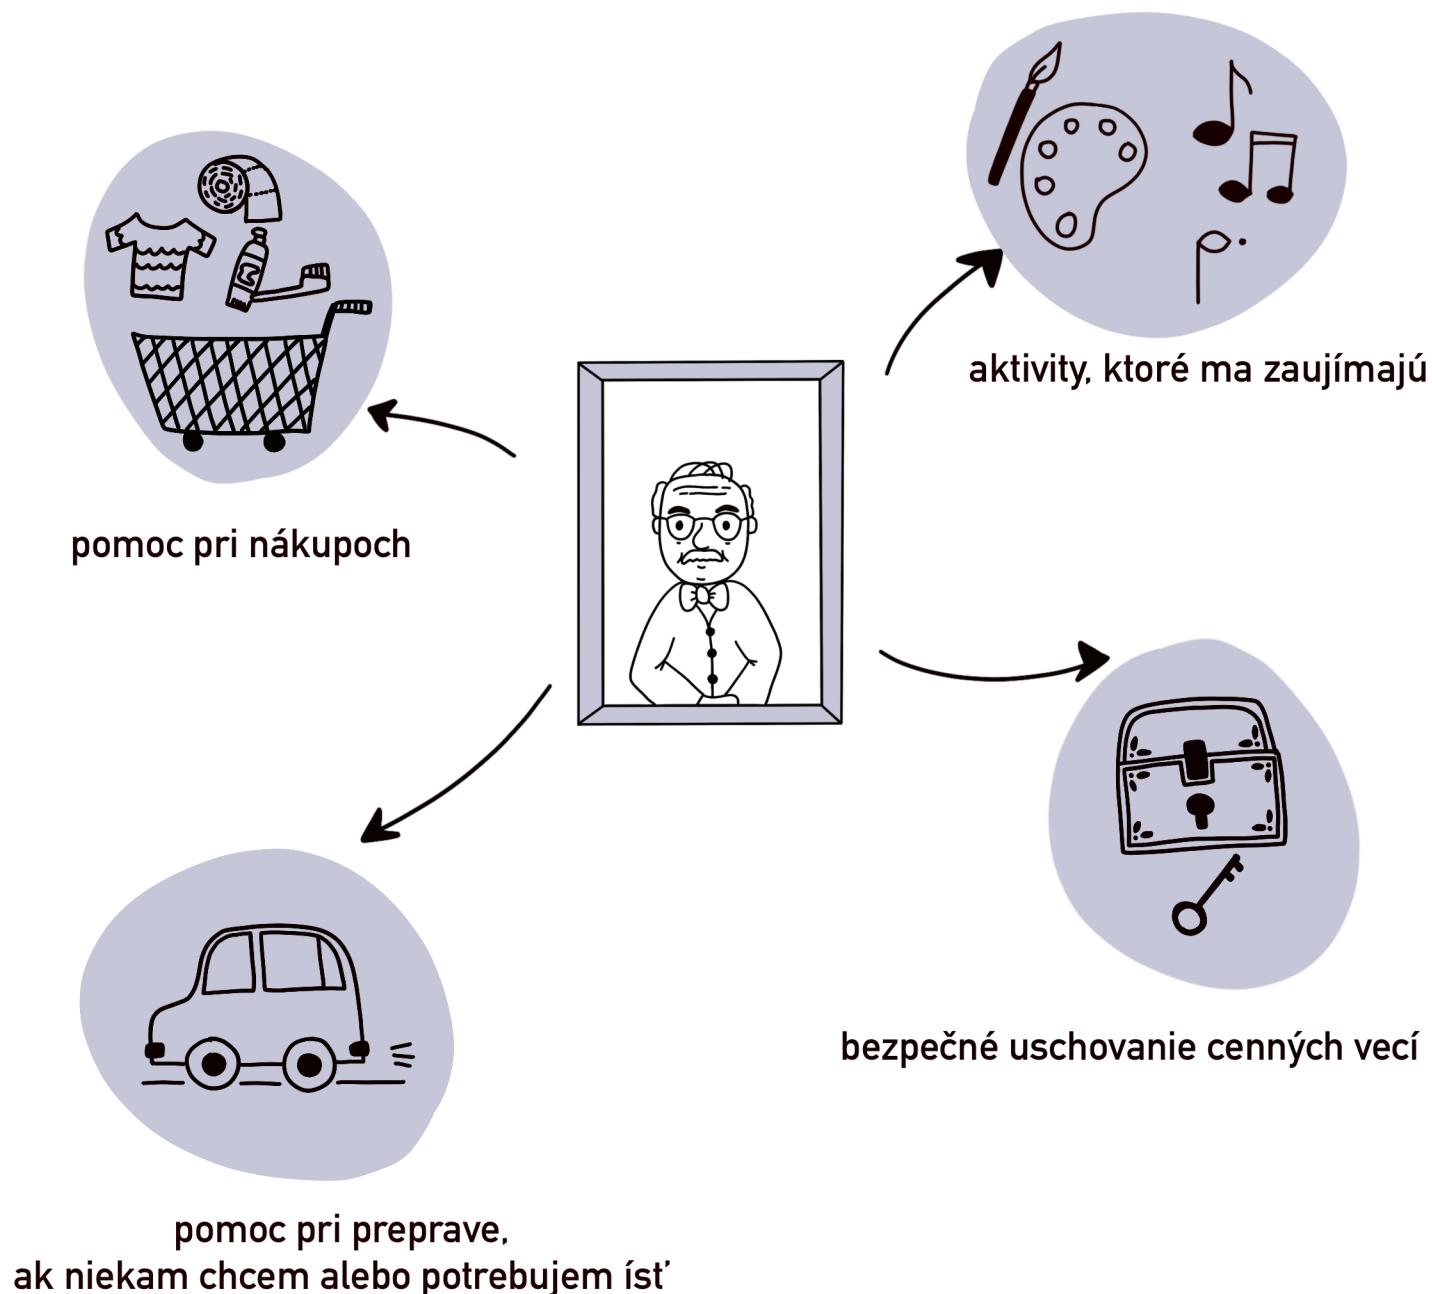 aktivity, ktoré ma zaujímajú
pomoc pri nákupoch
bezpečné uschovanie cenných vecí
pomoc pri preprave,
ak niekam chcem alebo potrebujem ísť